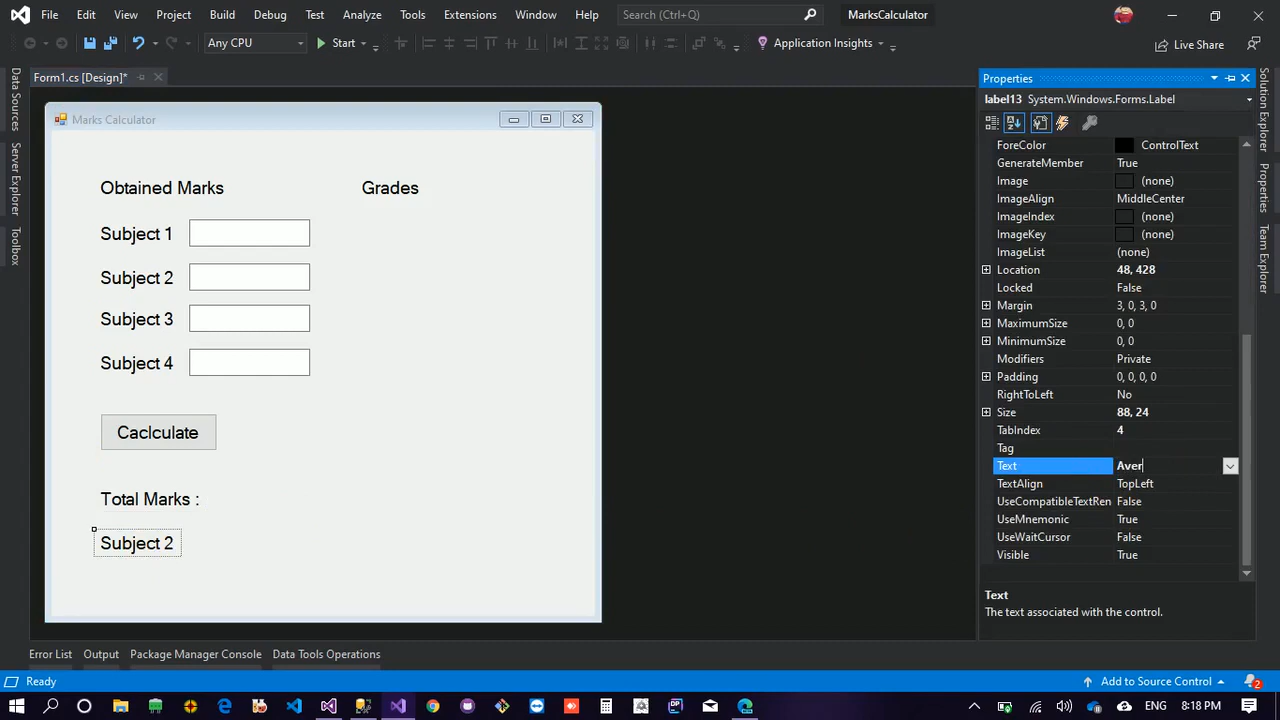 File Edit View Project Build Debug Test Analyze Tools Extensions Window Help Search (Ctrl+Q) MarksCalculator
Any CPU Start Application Insights Live Share
Form1.cs [Design]*
Data Sources
Server Explorer
Toolbox
Marks Calculator
Obtained Marks Grades
Subject 1
Subject 2
Subject 3
Subject 4
Caclculate
Total Marks :
Subject 2
Properties
label13 System.Windows.Forms.Label
ForeColor ControlText
GenerateMember True
Image (none)
ImageAlign MiddleCenter
ImageIndex (none)
ImageKey (none)
ImageList (none)
Location 48, 428
Locked False
Margin 3, 0, 3, 0
MaximumSize 0, 0
MinimumSize 0, 0
Modifiers Private
Padding 0, 0, 0, 0
RightToLeft No
Size 88, 24
TabIndex 4
Tag
Text Aver
TextAlign TopLeft
UseCompatibleTextRen False
UseMnemonic True
UseWaitCursor False
Visible True
Text
The text associated with the control.
Solution Explorer
Properties
Team Explorer
Error List Output Package Manager Console Data Tools Operations
Ready Add to Source Control 2
ENG 8:18 PM